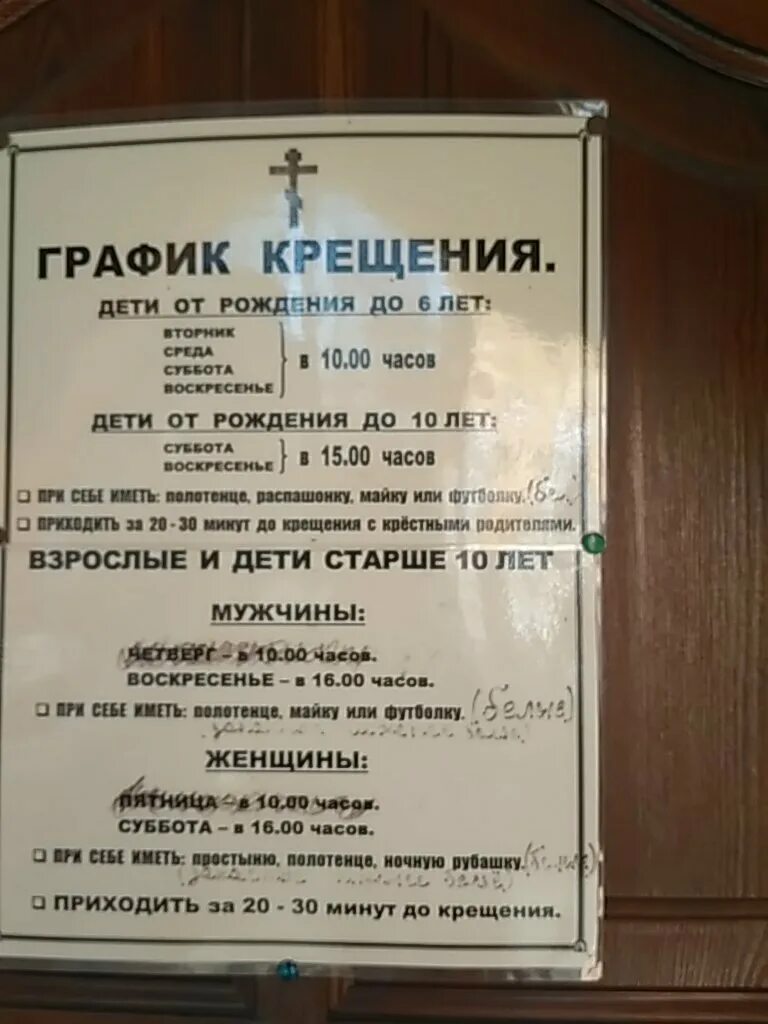 ГРАФИК КРЕЩЕНИЯ.
ДЕТИ ОТ РОЖДЕНИЯ ДО 6 ЛЕТ:
ВТОРНИК
СРЕДА
СУББОТА
ВОСКРЕСЕНЬЕ
в 10.00 часов
ДЕТИ ОТ РОЖДЕНИЯ ДО 10 ЛЕТ:
СУББОТА
ВОСКРЕСЕНЬЕ
в 15.00 часов
ПРИ СЕБЕ ИМЕТЬ: полотенце, распашонку, майку или футболку.
ПРИХОДИТЬ за 20-30 минут до крещения с крёстными родителями.
ВЗРОСЛЫЕ И ДЕТИ СТАРШЕ 10 ЛЕТ
МУЖЧИНЫ:
ЧЕТВЕРГ – в 10.00 часов.
ВОСКРЕСЕНЬЕ – в 16.00 часов.
ПРИ СЕБЕ ИМЕТЬ: полотенце, майку или футболку.
ЖЕНЩИНЫ:
ПЯТНИЦА – в 10.00 часов.
СУББОТА – в 16.00 часов.
ПРИ СЕБЕ ИМЕТЬ: простыню, полотенце, ночную рубашку.
ПРИХОДИТЬ за 20 - 30 минут до крещения.